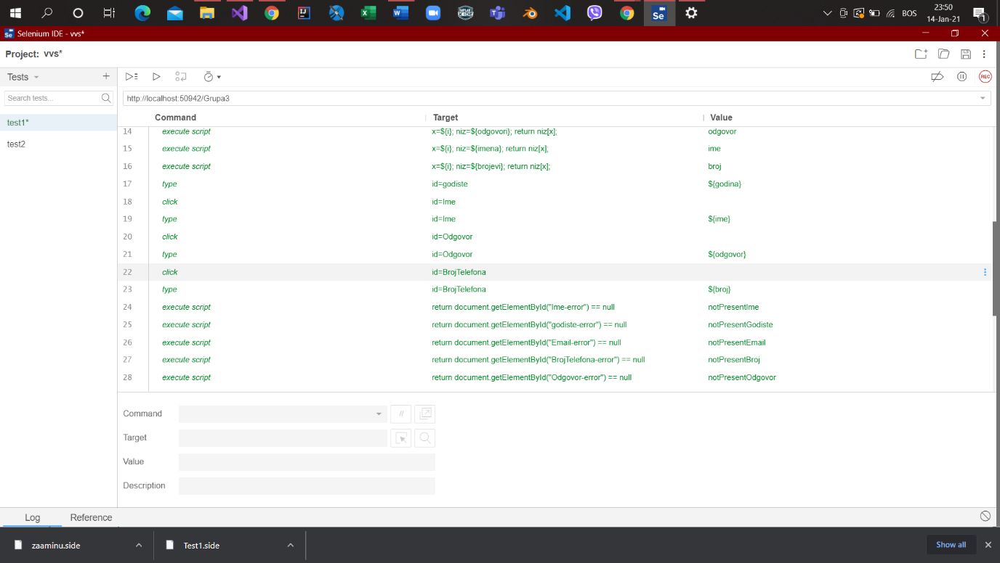 BOS
23:50
14-Jan-21
1
Se
Se Selenium IDE - vvs*
Project: vvs*
Tests
REC
Search tests...
http://localhost:50942/Grupa3
test1*
test2
Command Target Value
14 execute script x=${i}; niz=${odgovori}; return niz[x]; odgovor
15 execute script x=${i}; niz=${imena}; return niz[x]; ime
16 execute script x=${i}; niz=${brojevi}; return niz[x]; broj
17 type id=godiste ${godina}
18 click id=Ime
19 type id=Ime ${ime}
20 click id=Odgovor
21 type id=Odgovor ${odgovor}
22 click id=BrojTelefona
23 type id=BrojTelefona ${broj}
24 execute script return document.getElementById("Ime-error") == null notPresentIme
25 execute script return document.getElementById("godiste-error") == null notPresentGodiste
26 execute script return document.getElementById("Email-error") == null notPresentEmail
27 execute script return document.getElementById("BrojTelefona-error") == null notPresentBroj
28 execute script return document.getElementById("Odgovor-error") == null notPresentOdgovor
Command //
Target
Value
Description
Log Reference
zaaminu.side Test1.side Show all